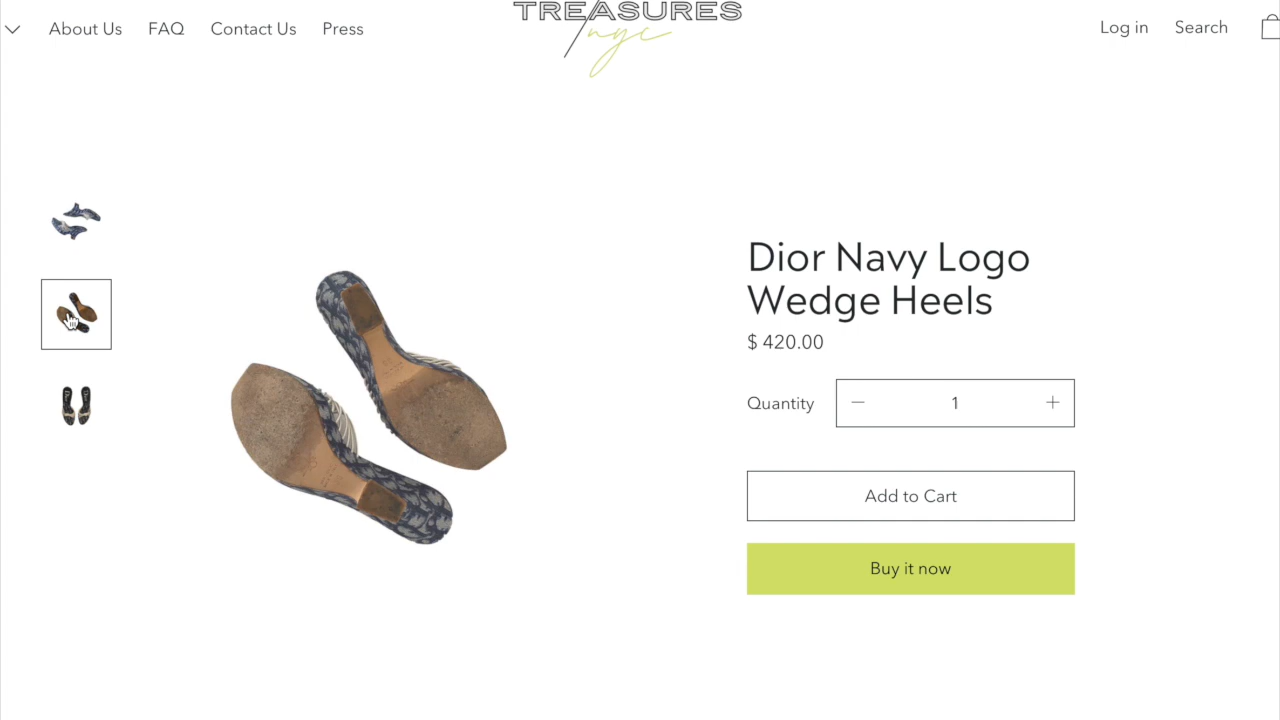 About Us
FAQ
Contact Us
Press
TREASURES
nyc
Log in
Search
Dior Navy Logo
Wedge Heels
$ 420.00
Quantity
1
Add to Cart
Buy it now